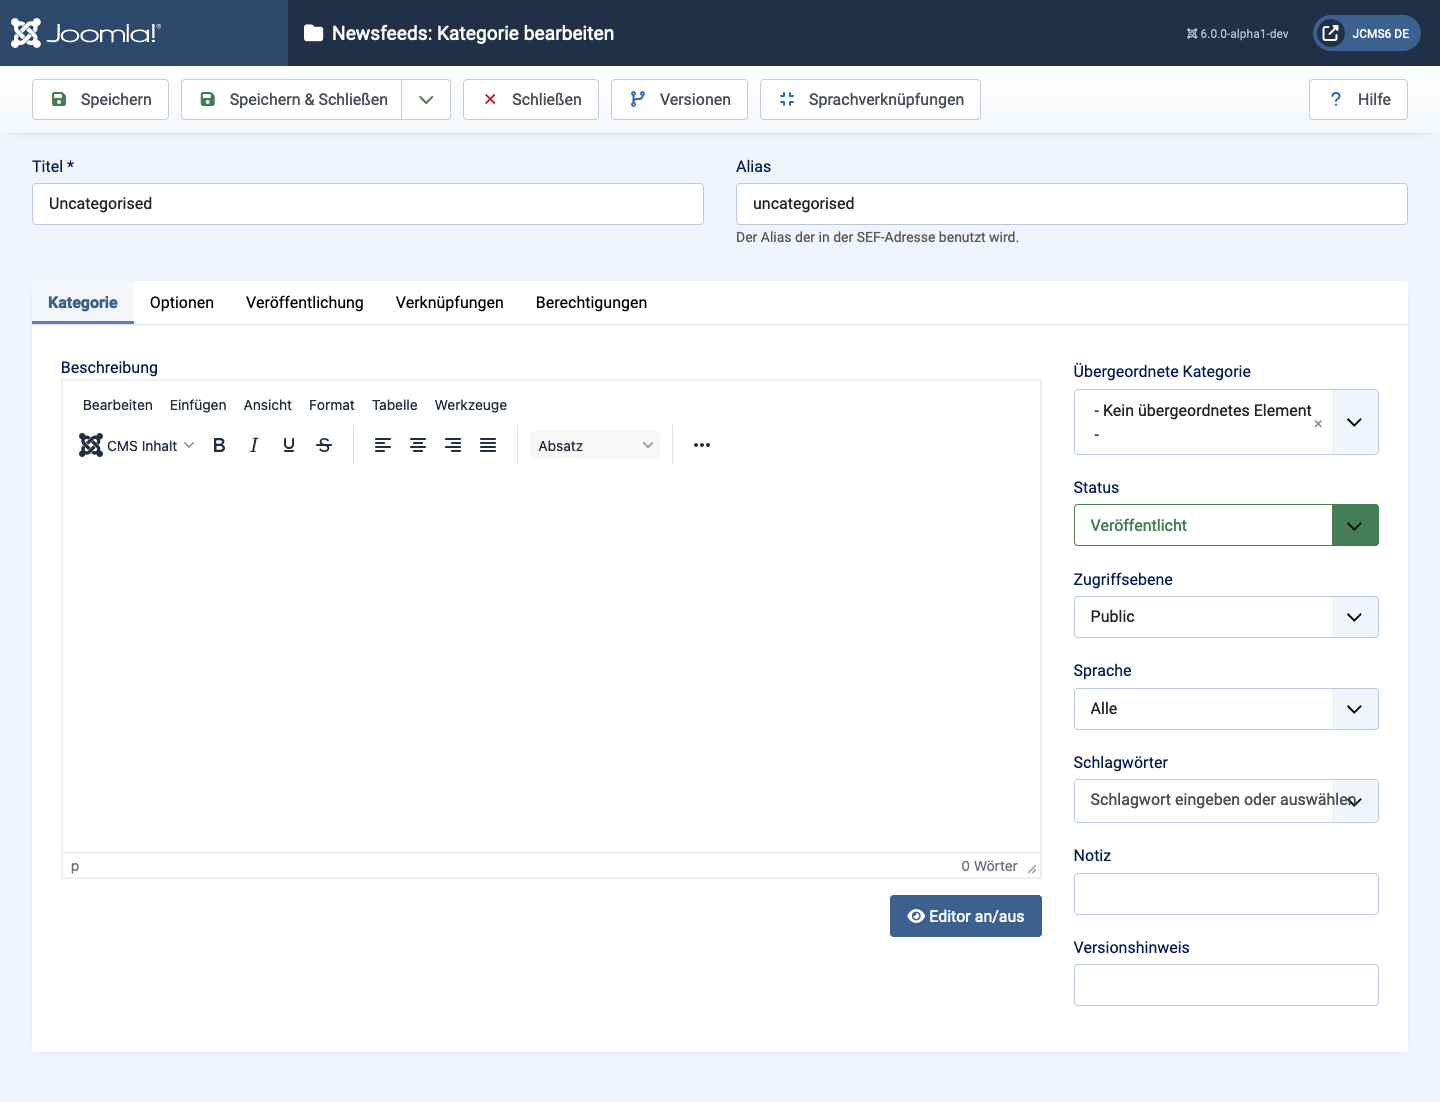 Joomla!®
Newsfeeds: Kategorie bearbeiten
6.0.0-alpha1-dev
JCMS6 DE
Speichern
Speichern & Schließen
Schließen
Versionen
Sprachverknüpfungen
? Hilfe
Titel *
Uncategorised
Alias
uncategorised
Der Alias der in der SEF-Adresse benutzt wird.
Kategorie Optionen Veröffentlichung Verknüpfungen Berechtigungen
Beschreibung
Bearbeiten Einfügen Ansicht Format Tabelle Werkzeuge
CMS Inhalt B I U S Absatz
p
0 Wörter
Editor an/aus
Übergeordnete Kategorie
- Kein übergeordnetes Element
-
×
Status
Veröffentlicht
Zugriffsebene
Public
Sprache
Alle
Schlagwörter
Schlagwort eingeben oder auswählen
Notiz
Versionshinweis